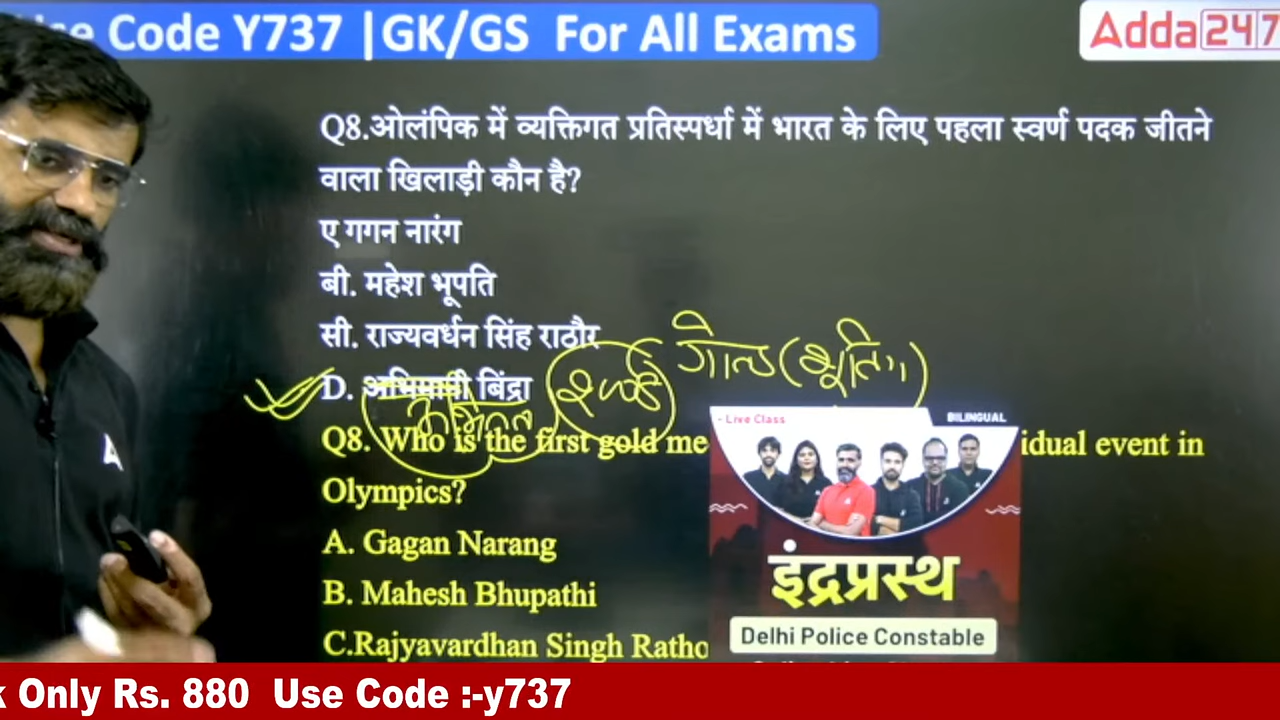 se Code Y737 |GK/GS For All Exams
Adda247
Q8.ओलंपिक में व्यक्तिगत प्रतिस्पर्धा में भारत के लिए पहला स्वर्ण पदक जीतने
वाला खिलाड़ी कौन है?
ए गगन नारंग
बी. महेश भूपति
सी. राज्यवर्धन सिंह राठौर
D. अभिमानी बिंद्रा
अभिनव
Q8. Who is the first gold me
idual event in
Olympics?
A. Gagan Narang
B. Mahesh Bhupathi
C.Rajyavardhan Singh Ratho
- Live Class
BILINGUAL
इंद्रप्रस्थ
Delhi Police Constable
k Only Rs. 880 Use Code :-y737